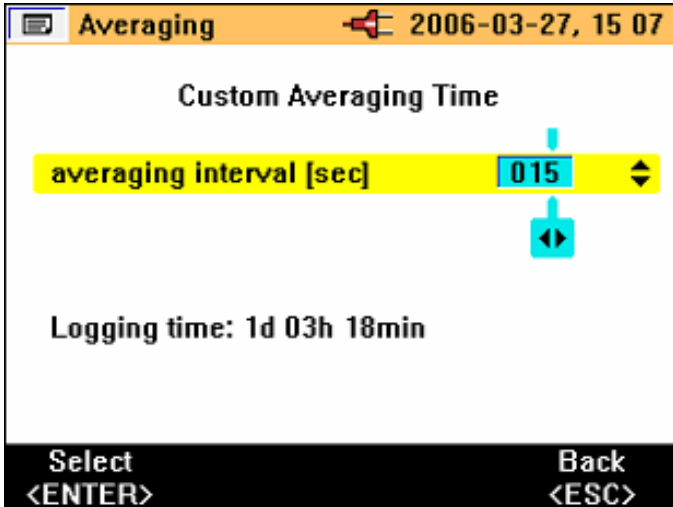 Averaging 2006-03-27, 15 07
Custom Averaging Time
averaging interval [sec] 015
Logging time: 1d 03h 18min
Select Back
<ENTER> <ESC>